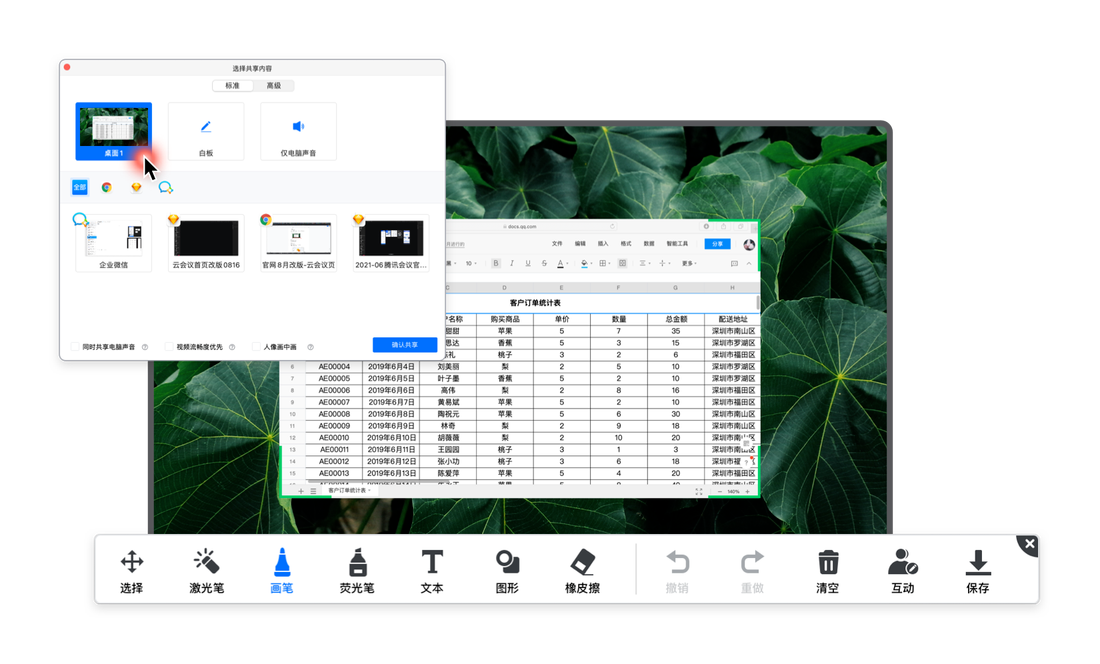 选择共享内容
标准 高级
桌面1 白板 仅电脑声音
全部
企业微信 云会议首页改版0816 官网8月改版-云会议页 2021-06腾讯会议官...
同时共享电脑声音 视频流畅度优先 人像画中画 确认共享
docs.qq.com
文件 编辑 插入 格式 数据 智能工具 分享
10 B I U S A 更多
C D E F G H
客户订单统计表
名称 购买商品 单价 数量 总金额 配送地址
甜甜 苹果 5 7 35 深圳市南山区
思达 香蕉 5 3 15 深圳市罗湖区
礼 桃子 3 2 6 深圳市福田区
6 AE00004 2019年6月4日 刘美丽 梨 5 2 10 深圳市罗湖区
7 AE00005 2019年6月5日 叶子墨 香蕉 5 2 10 深圳市罗湖区
8 AE00006 2019年6月6日 高伟 梨 2 8 16 深圳市福田区
9 AE00007 2019年6月7日 黄易斌 苹果 5 2 10 深圳市福田区
10 AE00008 2019年6月8日 陶祝元 苹果 5 6 30 深圳市南山区
11 AE00009 2019年6月9日 林奇 梨 2 9 18 深圳市南山区
12 AE00010 2019年6月10日 胡薇薇 梨 2 10 20 深圳市南山区
13 AE00011 2019年6月11日 王园园 桃子 3 1 3 深圳市南山区
14 AE00012 2019年6月12日 张小功 桃子 3 6 18 深圳市福
15 AE00013 2019年6月13日 陈爱萍 苹果 5 4 20 深圳市福田区
客户订单统计表 140%
选择 激光笔 画笔 荧光笔 文本 图形 橡皮擦 撤销 重做 清空 互动 保存